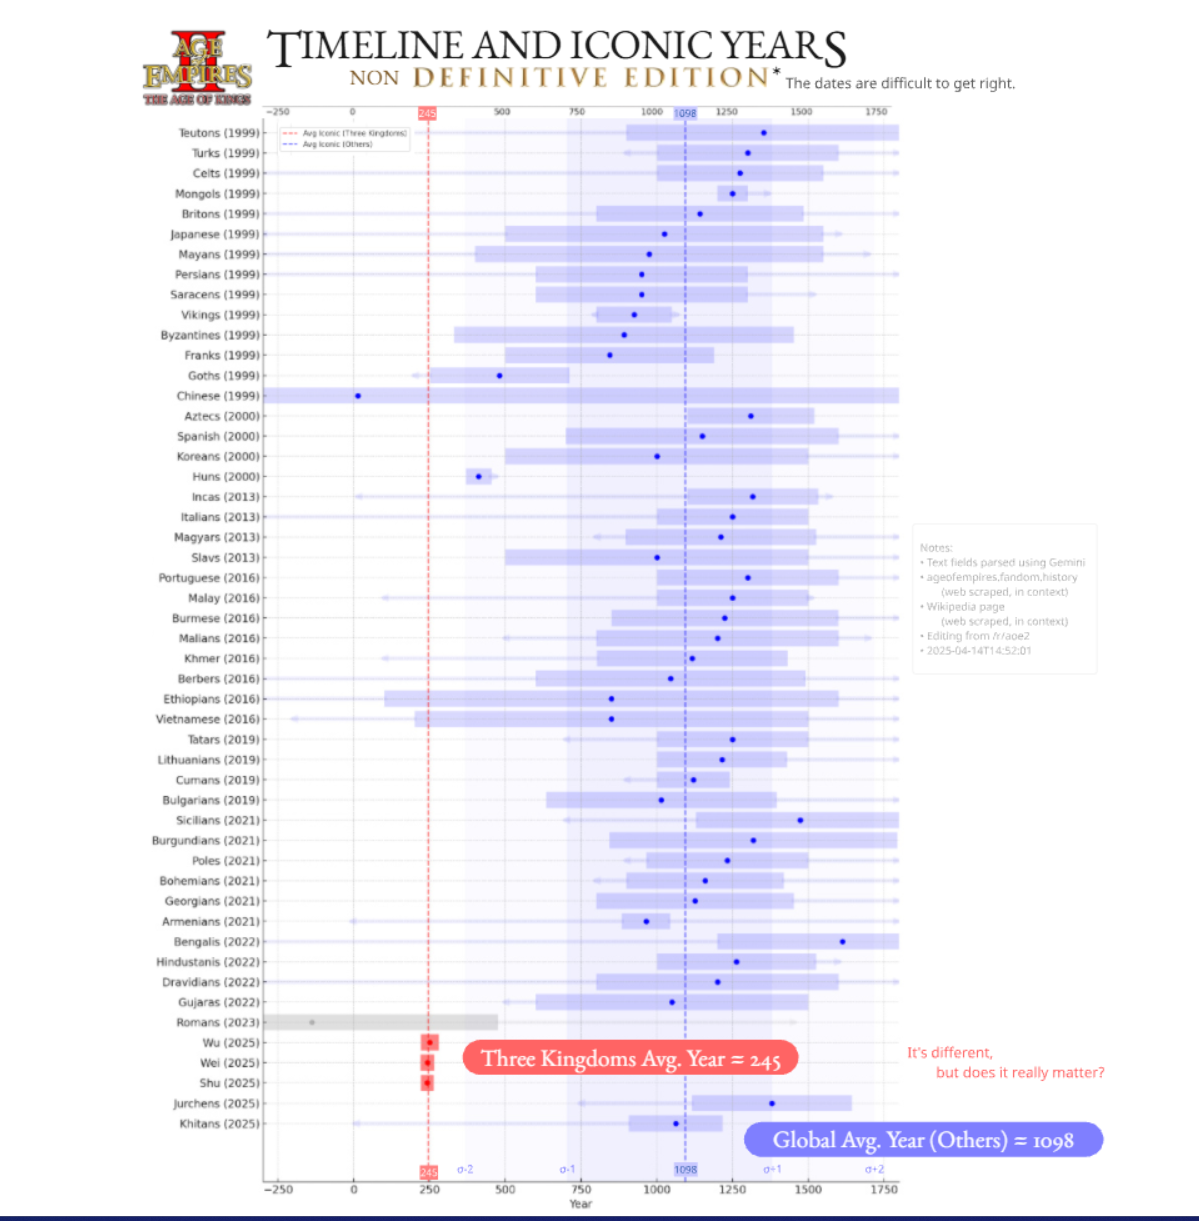 AGE OF EMPIRES II
THE AGE OF KINGS
TIMELINE AND ICONIC YEARS
NON DEFINITIVE EDITION* The dates are difficult to get right.
−250 0 245 500 750 1000 1098 1250 1500 1750
Avg Iconic (Three Kingdoms)
Avg Iconic (Others)
Teutons (1999)
Turks (1999)
Celts (1999)
Mongols (1999)
Britons (1999)
Japanese (1999)
Mayans (1999)
Persians (1999)
Saracens (1999)
Vikings (1999)
Byzantines (1999)
Franks (1999)
Goths (1999)
Chinese (1999)
Aztecs (2000)
Spanish (2000)
Koreans (2000)
Huns (2000)
Incas (2013)
Italians (2013)
Magyars (2013)
Slavs (2013)
Portuguese (2016)
Malay (2016)
Burmese (2016)
Malians (2016)
Khmer (2016)
Berbers (2016)
Ethiopians (2016)
Vietnamese (2016)
Tatars (2019)
Lithuanians (2019)
Cumans (2019)
Bulgarians (2019)
Sicilians (2021)
Burgundians (2021)
Poles (2021)
Bohemians (2021)
Georgians (2021)
Armenians (2021)
Bengalis (2022)
Hindustanis (2022)
Dravidians (2022)
Gujaras (2022)
Romans (2023)
Wu (2025)
Wei (2025)
Shu (2025)
Jurchens (2025)
Khitans (2025)
Notes:
• Text fields parsed using Gemini
• ageofempires,fandom,history
(web scraped, in context)
• Wikipedia page
(web scraped, in context)
• Editing from /r/aoe2
• 2025-04-14T14:52:01
Three Kingdoms Avg. Year = 245
It's different,
but does it really matter?
Global Avg. Year (Others) = 1098
245 σ-2 σ-1 1098 σ+1 σ+2
−250 0 250 500 750 1000 1250 1500 1750
Year